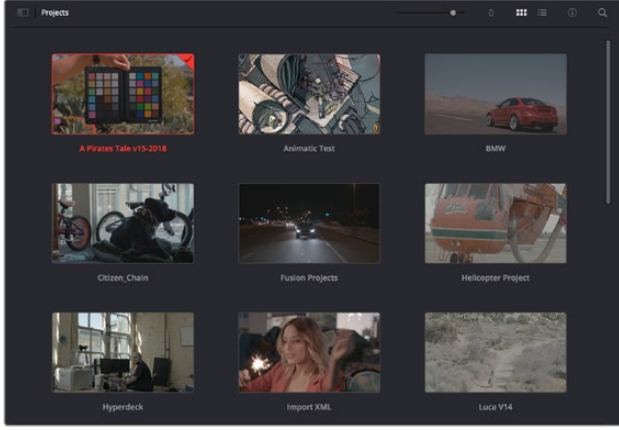 Projects
A Pirates Tale v15-2018
Animatic Test
BMW
Citizen_Chain
Fusion Projects
Helicopter Project
Hyperdeck
Import XML
Luca V14